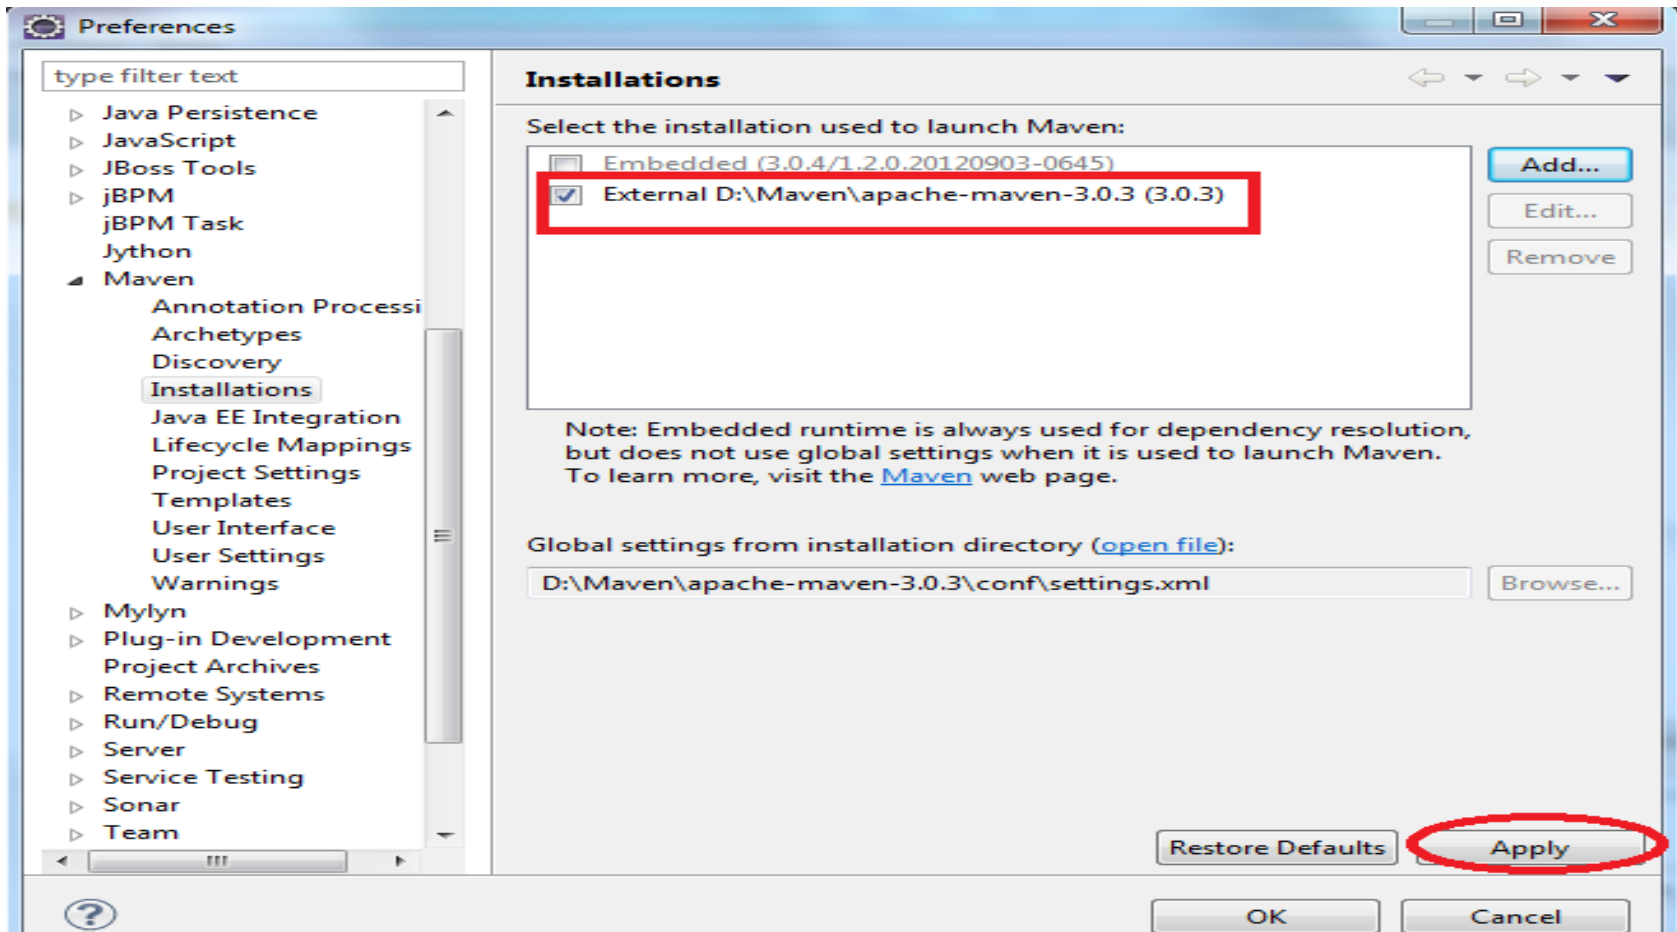 Preferences
type filter text
Java Persistence
JavaScript
JBoss Tools
jBPM
jBPM Task
Jython
Maven
Annotation Processi
Archetypes
Discovery
Installations
Java EE Integration
Lifecycle Mappings
Project Settings
Templates
User Interface
User Settings
Warnings
Mylyn
Plug-in Development
Project Archives
Remote Systems
Run/Debug
Server
Service Testing
Sonar
Team
Installations
Select the installation used to launch Maven:
Embedded (3.0.4/1.2.0.20120903-0645)
External D:\Maven\apache-maven-3.0.3 (3.0.3)
Add...
Edit...
Remove
Note: Embedded runtime is always used for dependency resolution,
but does not use global settings when it is used to launch Maven.
To learn more, visit the Maven web page.
Global settings from installation directory (open file):
D:\Maven\apache-maven-3.0.3\conf\settings.xml
Browse...
Restore Defaults
Apply
OK
Cancel